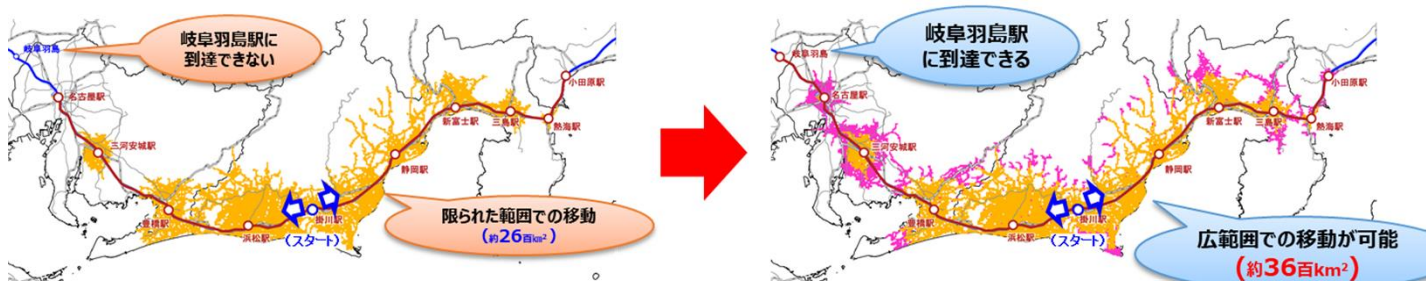 岐阜羽島駅に
到達できない
岐阜羽島
名古屋駅
三河安城駅
豊橋駅
浜松駅
掛川駅
(スタート)
静岡駅
新富士駅
三島駅
熱海駅
小田原駅
限られた範囲での移動
(約26百km²)
岐阜羽島駅
に到達できる
岐阜羽島
名古屋駅
三河安城駅
豊橋駅
浜松駅
掛川駅
(スタート)
静岡駅
新富士駅
三島駅
熱海駅
小田原駅
広範囲での移動が可能
(約36百km²)